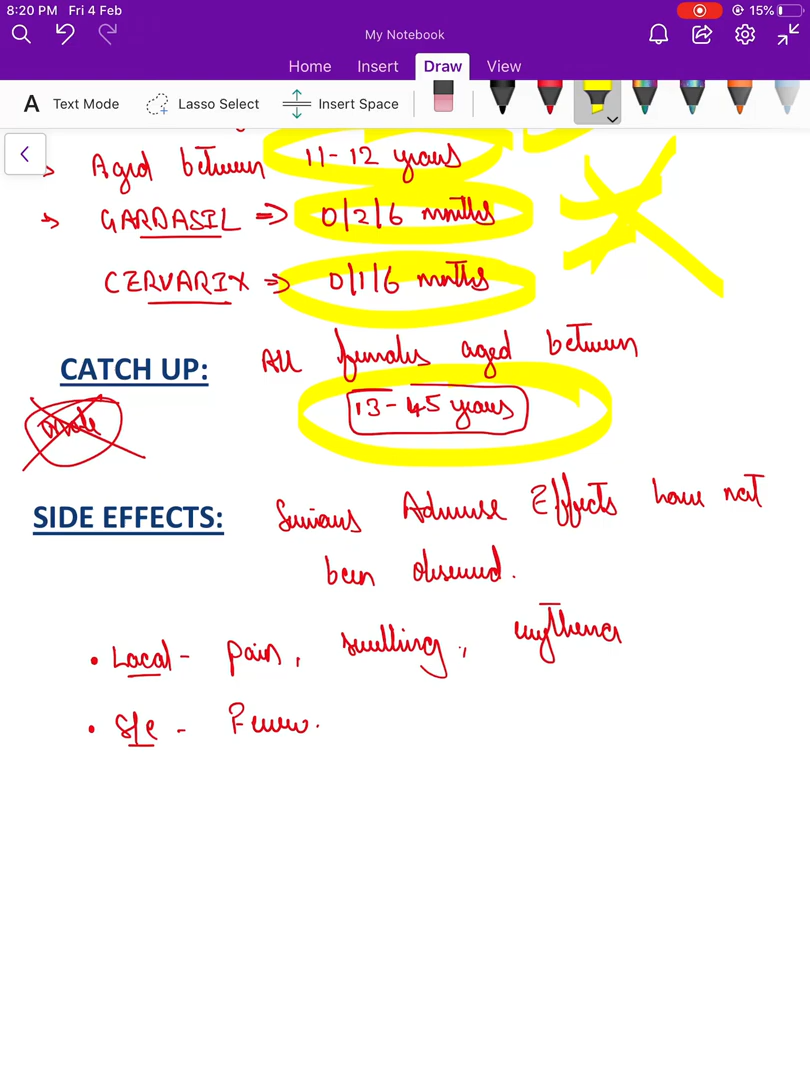 8:20 PM Fri 4 Feb 15%
My Notebook
Home Insert Draw View
A Text Mode Lasso Select Insert Space
Aged between 11-12 years
GARDASIL => 0/2/6 months
CERVARIX => 0/1/6 months
CATCH UP: All females aged between
13-45 years
SIDE EFFECTS: Serious Adverse Effects have not
been observed.
• Local - pain, swelling, erythema
• S/e - Fever.